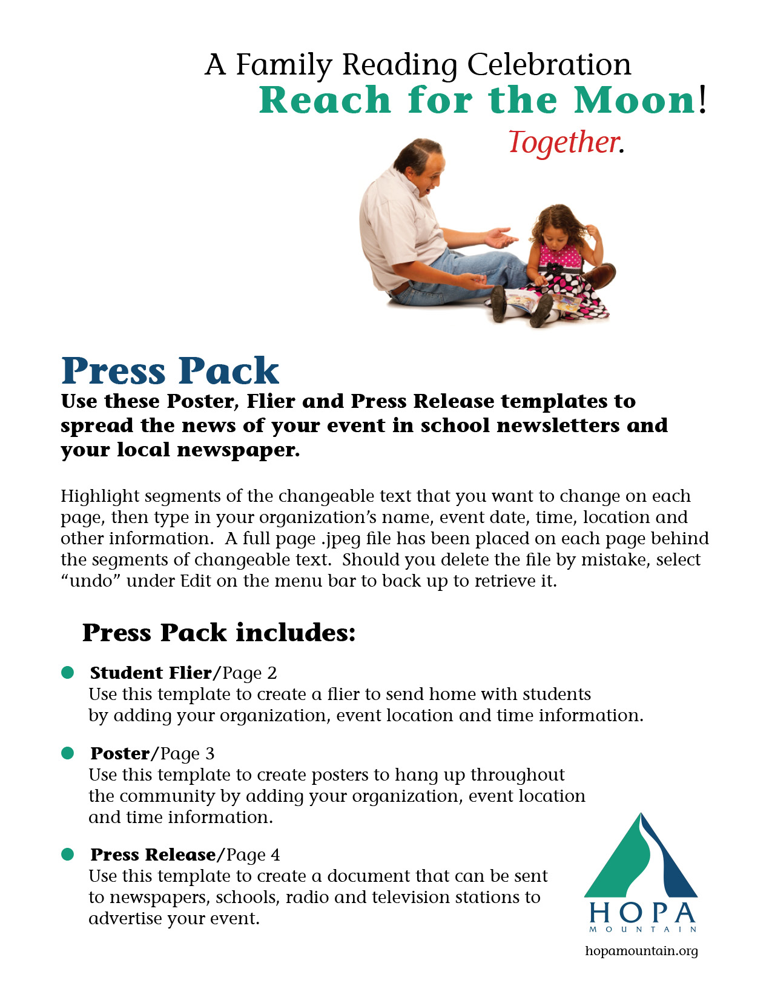 A Family Reading Celebration
Reach for the Moon!
Together.
Press Pack
Use these Poster, Flier and Press Release templates to
spread the news of your event in school newsletters and
your local newspaper.
Highlight segments of the changeable text that you want to change on each
page, then type in your organization’s name, event date, time, location and
other information.  A full page .jpeg file has been placed on each page behind
the segments of changeable text.  Should you delete the file by mistake, select
“undo” under Edit on the menu bar to back up to retrieve it.
Press Pack includes:
● Student Flier/Page 2
Use this template to create a flier to send home with students
by adding your organization, event location and time information.
● Poster/Page 3
Use this template to create posters to hang up throughout
the community by adding your organization, event location
and time information.
● Press Release/Page 4
Use this template to create a document that can be sent
to newspapers, schools, radio and television stations to
advertise your event.
HOPA
MOUNTAIN
hopamountain.org